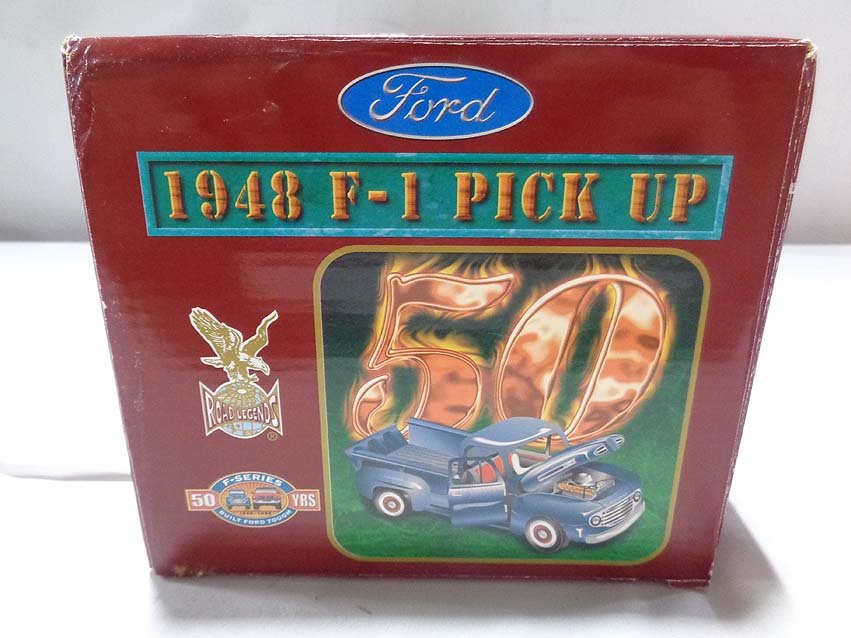 Ford
1948 F-1 PICK UP
50
ROAD LEGENDS
®
F-SERIES
50 YRS
BUILT FORD TOUGH